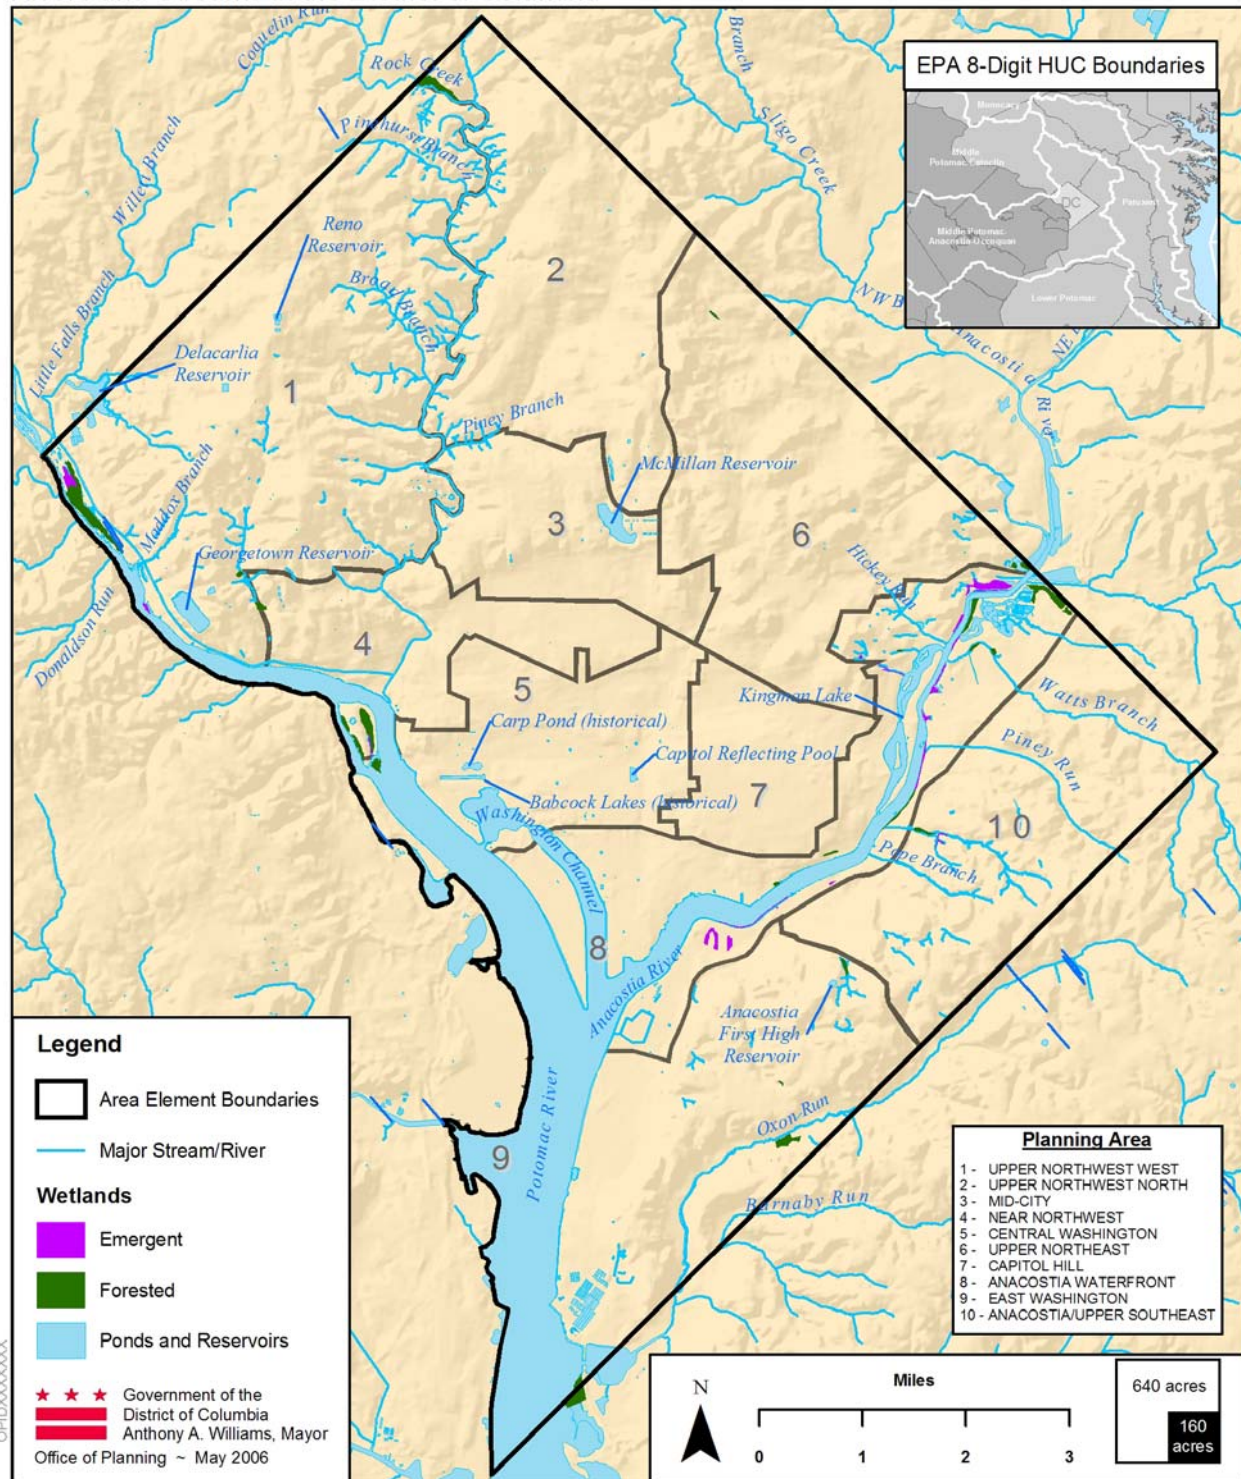 Coquelin Run
Rock Creek
Branch
Sligo Creek
EPA 8-Digit HUC Boundaries
Monocacy
Middle
Potomac-Catoctin
DC
Patuxent
Middle Potomac-
Anacostia-Occoquan
Lower Potomac
Pinehurst Branch
Willett Branch
Reno
Reservoir
2
Broad Branch
NWB
Anacostia
River
Little Falls Branch
Delacarlia
Reservoir
1
Piney Branch
McMillan Reservoir
Maddox Branch
3
6
Georgetown Reservoir
Hickey Run
Donaldson Run
4
5
Kingman Lake
Watts Branch
Carp Pond (historical)
Piney Run
Capitol Reflecting Pool
Babcock Lakes (historical)
7
Washington Channel
10
Pope Branch
8
Anacostia River
Anacostia
First High
Reservoir
Potomac River
Oxon Run
9
Barnaby Run
Legend
Area Element Boundaries
Major Stream/River
Wetlands
Emergent
Forested
Ponds and Reservoirs
Government of the
District of Columbia
Anthony A. Williams, Mayor
Office of Planning ~ May 2006
Planning Area
1 - UPPER NORTHWEST WEST
2 - UPPER NORTHWEST NORTH
3 - MID-CITY
4 - NEAR NORTHWEST
5 - CENTRAL WASHINGTON
6 - UPPER NORTHEAST
7 - CAPITOL HILL
8 - ANACOSTIA WATERFRONT
9 - EAST WASHINGTON
10 - ANACOSTIA/UPPER SOUTHEAST
N
Miles
0 1 2 3
640 acres
160
acres